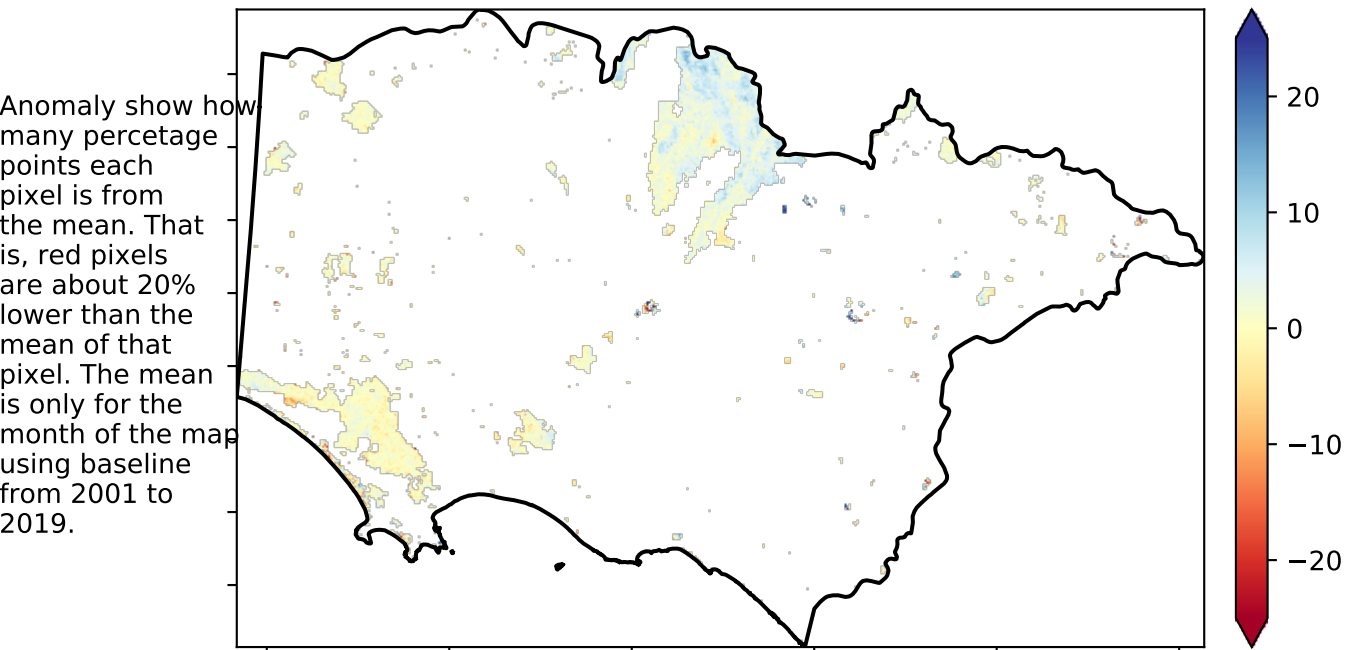 Anomaly show how
many percetage
points each
pixel is from
the mean. That
is, red pixels
are about 20%
lower than the
mean of that
pixel. The mean
is only for the
month of the map
using baseline
from 2001 to
2019.
20
10
0
−10
−20